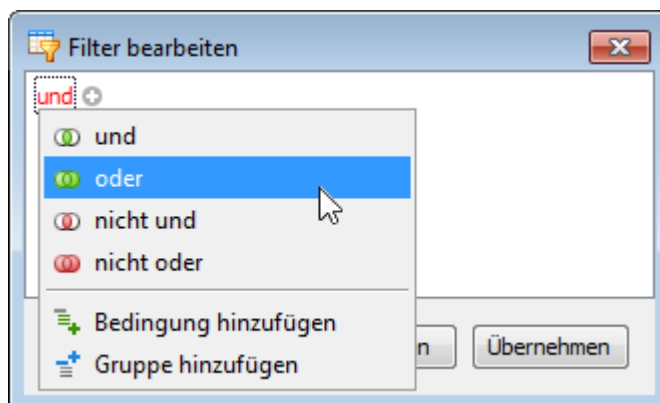 Filter bearbeiten
und
und
oder
nicht und
nicht oder
Bedingung hinzufügen
Gruppe hinzufügen
n
Übernehmen